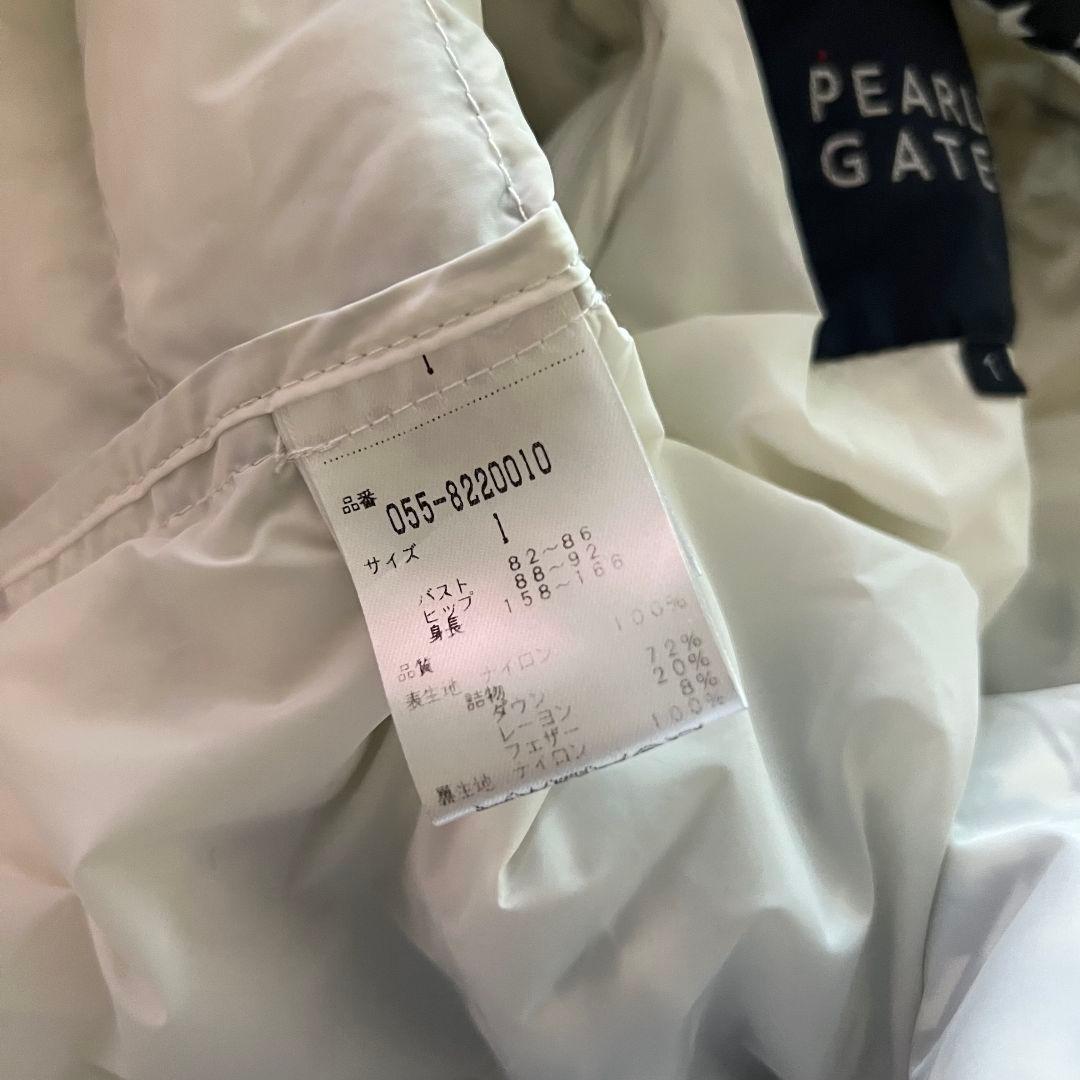 PEARL
GATE
1
1
品番 055-8220010
サイズ 1
バスト 82~86
ヒップ 88~92
身長 158~166
品質
表生地 ナイロン 100%
詰物
ダウン 72%
レーヨン 20%
フェザー 8%
裏生地 ナイロン 100%